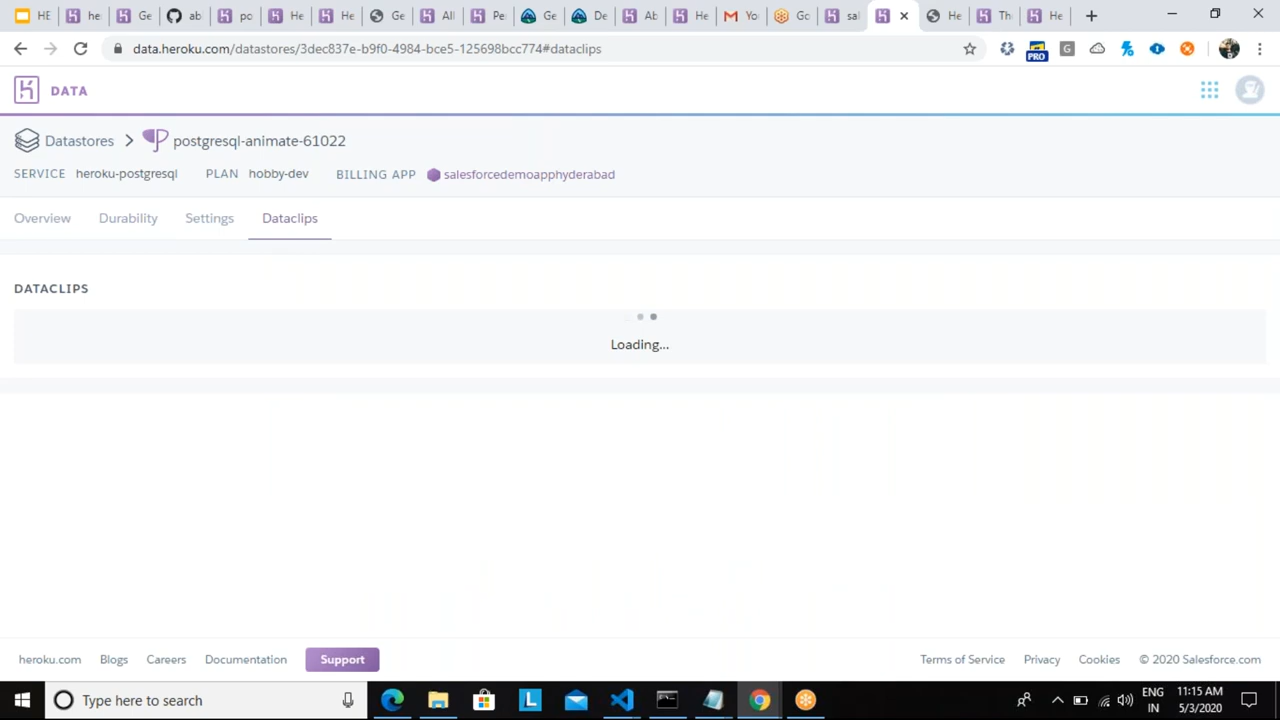 HE
he
Ge
ab
po
He
He
Ge
All
Pe
Ge
De
Ab
He
Yo
Go
sal
He
Th
He
data.heroku.com/datastores/3dec837e-b9f0-4984-bce5-125698bcc774#dataclips
G
PRO
DATA
Datastores
postgresql-animate-61022
SERVICE heroku-postgresql PLAN hobby-dev BILLING APP salesforcedemoapphyderabad
Overview Durability Settings Dataclips
DATACLIPS
Loading...
heroku.com Blogs Careers Documentation Support Terms of Service Privacy Cookies © 2020 Salesforce.com
Type here to search
L
ENG
IN
11:15 AM
5/3/2020